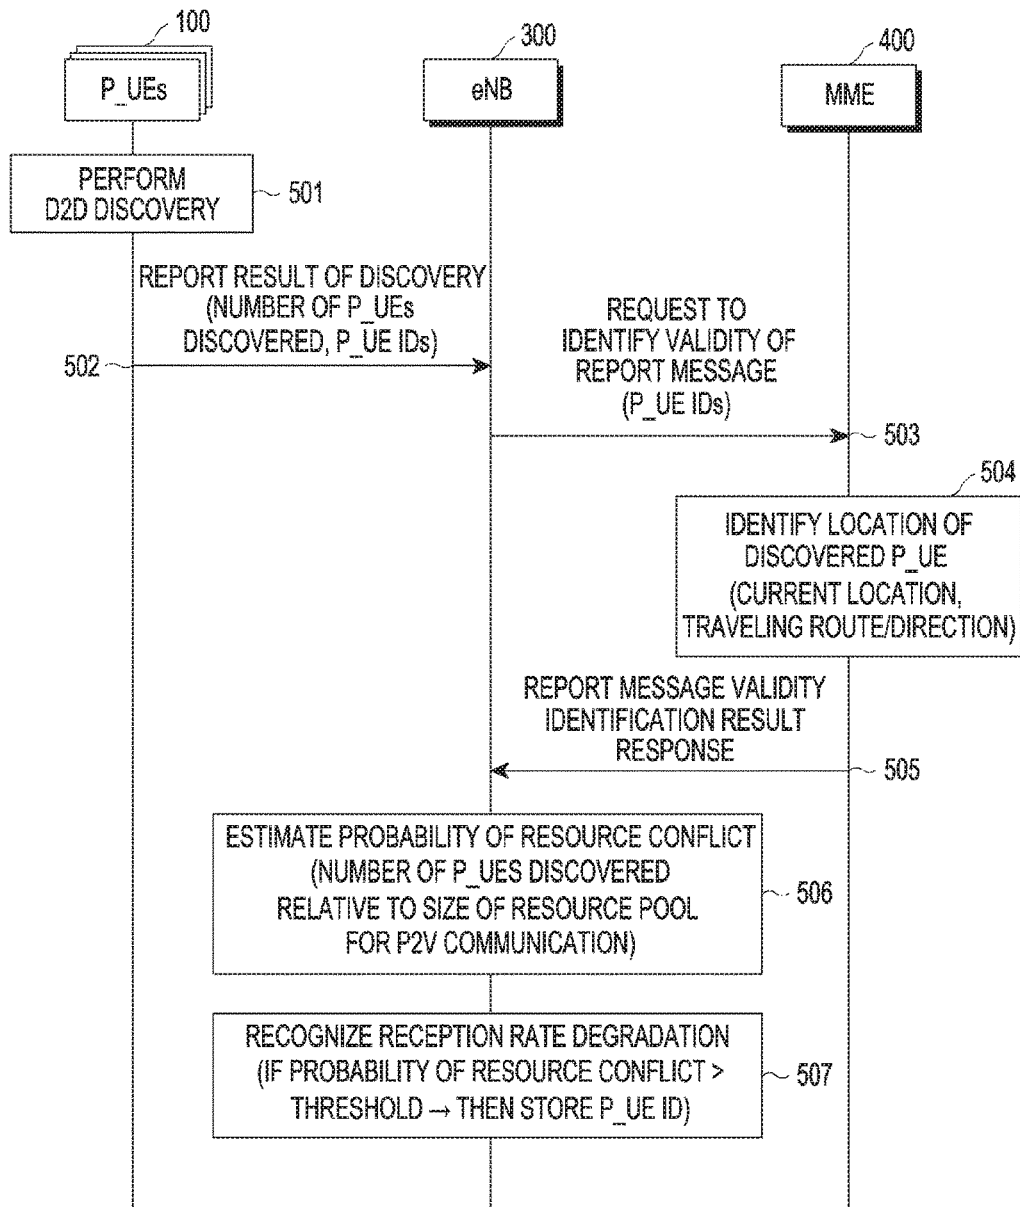 100
300
400
P_UEs
eNB
MME
PERFORM
D2D DISCOVERY
501
REPORT RESULT OF DISCOVERY
(NUMBER OF P_UEs
DISCOVERED, P_UE IDs)
502
REQUEST TO
IDENTIFY VALIDITY OF
REPORT MESSAGE
(P_UE IDs)
503
504
IDENTIFY LOCATION OF
DISCOVERED P_UE
(CURRENT LOCATION,
TRAVELING ROUTE/DIRECTION)
REPORT MESSAGE VALIDITY
IDENTIFICATION RESULT
RESPONSE
505
ESTIMATE PROBABILITY OF RESOURCE CONFLICT
(NUMBER OF P_UES DISCOVERED
RELATIVE TO SIZE OF RESOURCE POOL
FOR P2V COMMUNICATION)
506
RECOGNIZE RECEPTION RATE DEGRADATION
(IF PROBABILITY OF RESOURCE CONFLICT >
THRESHOLD → THEN STORE P_UE ID)
507